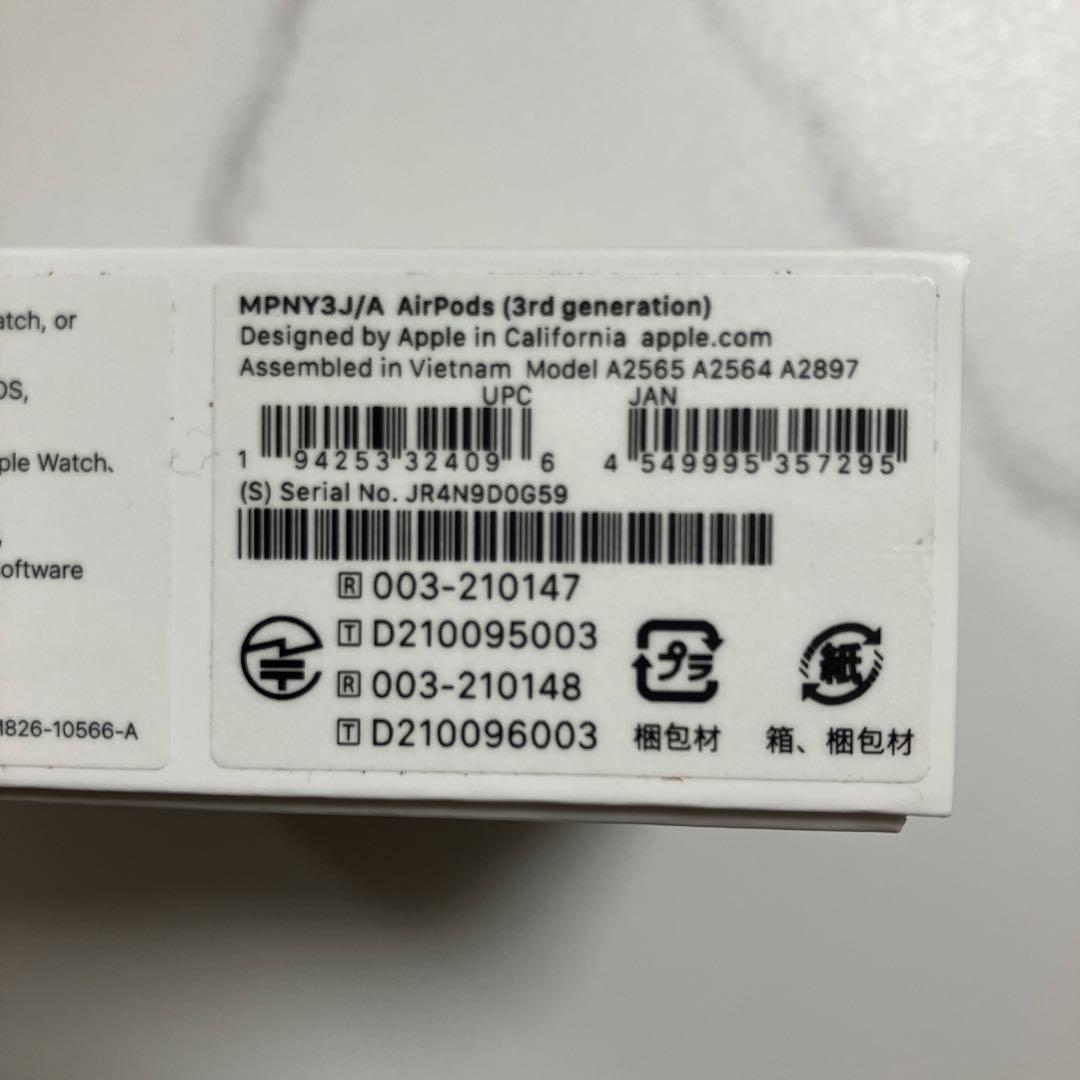 atch, or
OS,
ple Watch、
oftware
M826-10566-A
MPNY3J/A AirPods (3rd generation)
Designed by Apple in California apple.com
Assembled in Vietnam Model A2565 A2564 A2897
UPC JAN
1 94253 32409 6 4 549995 357295
(S) Serial No. JR4N9D0G59
R 003-210147
T D210095003
R 003-210148
T D210096003
プラ
梱包材
紙
箱、梱包材